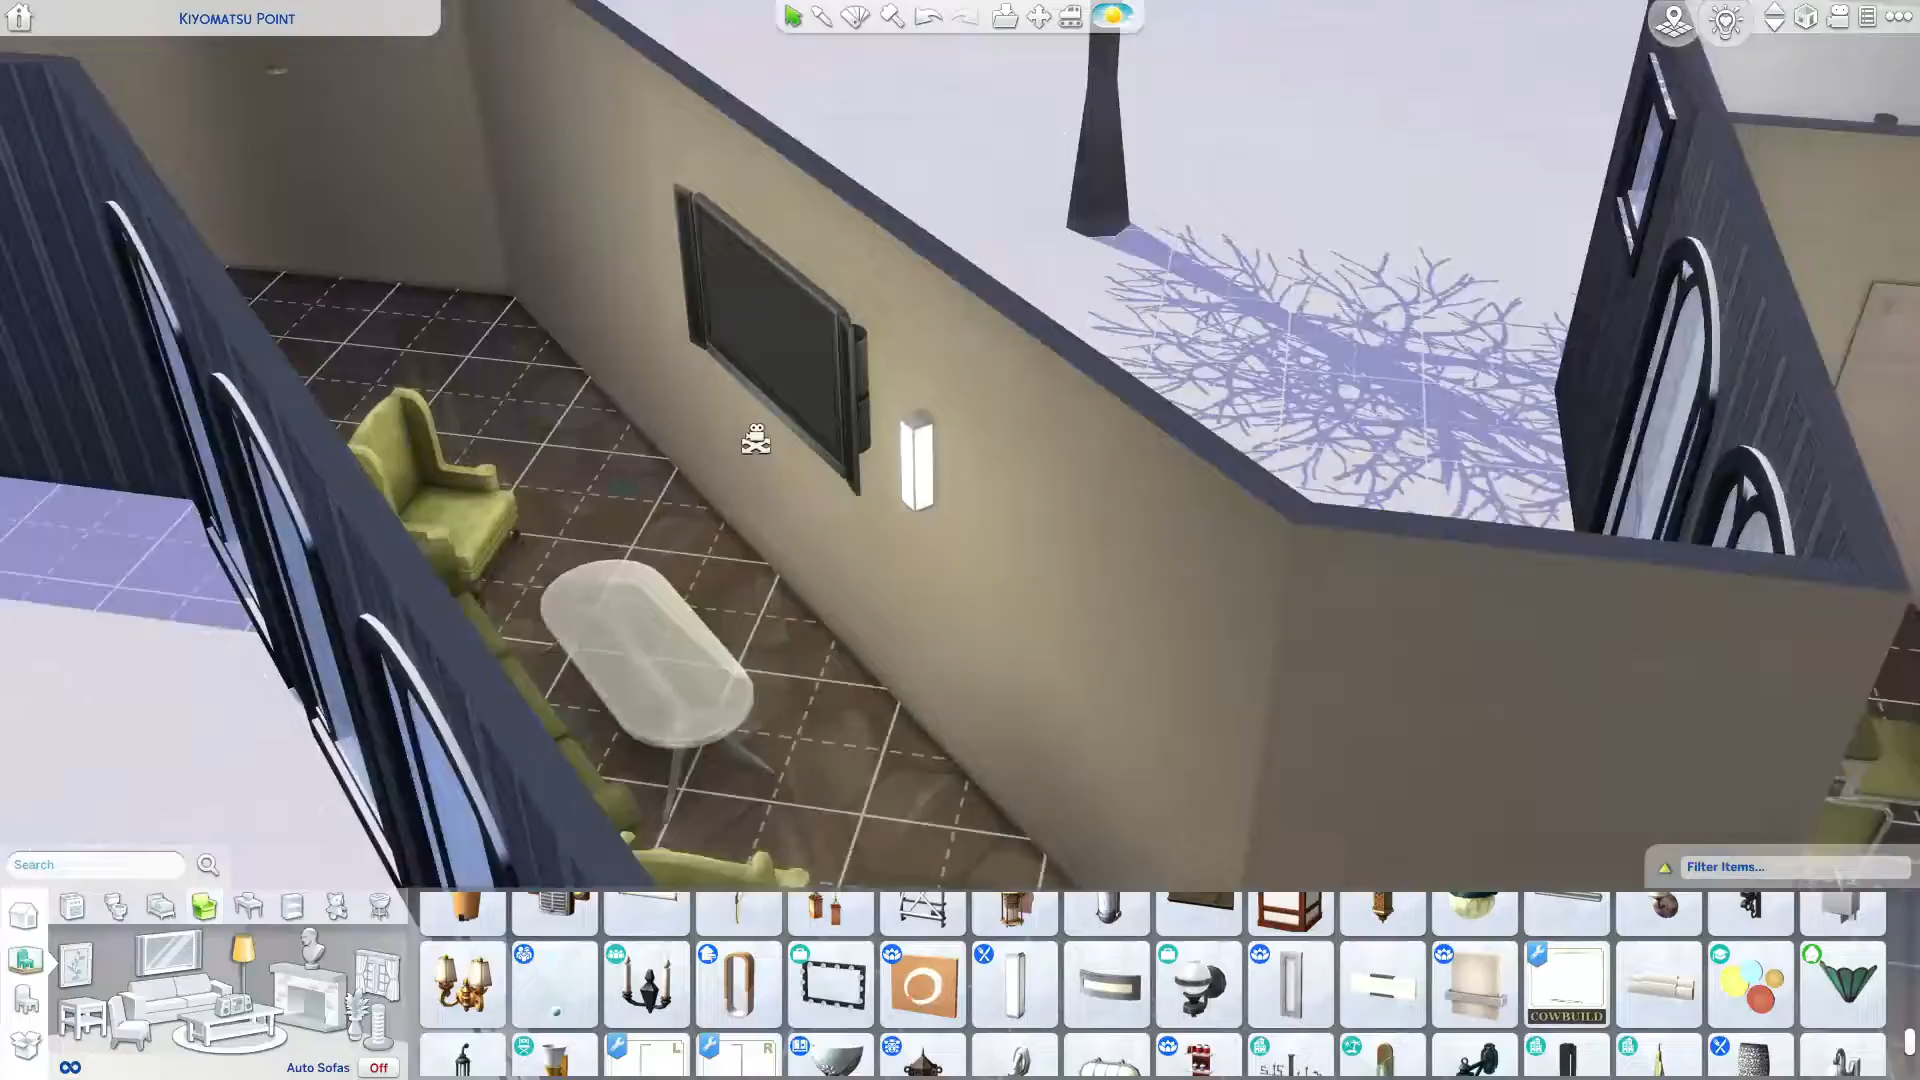 Kiyomatsu Point
Search
Filter Items...
COWBUILD
L
R
Auto Sofas
Off